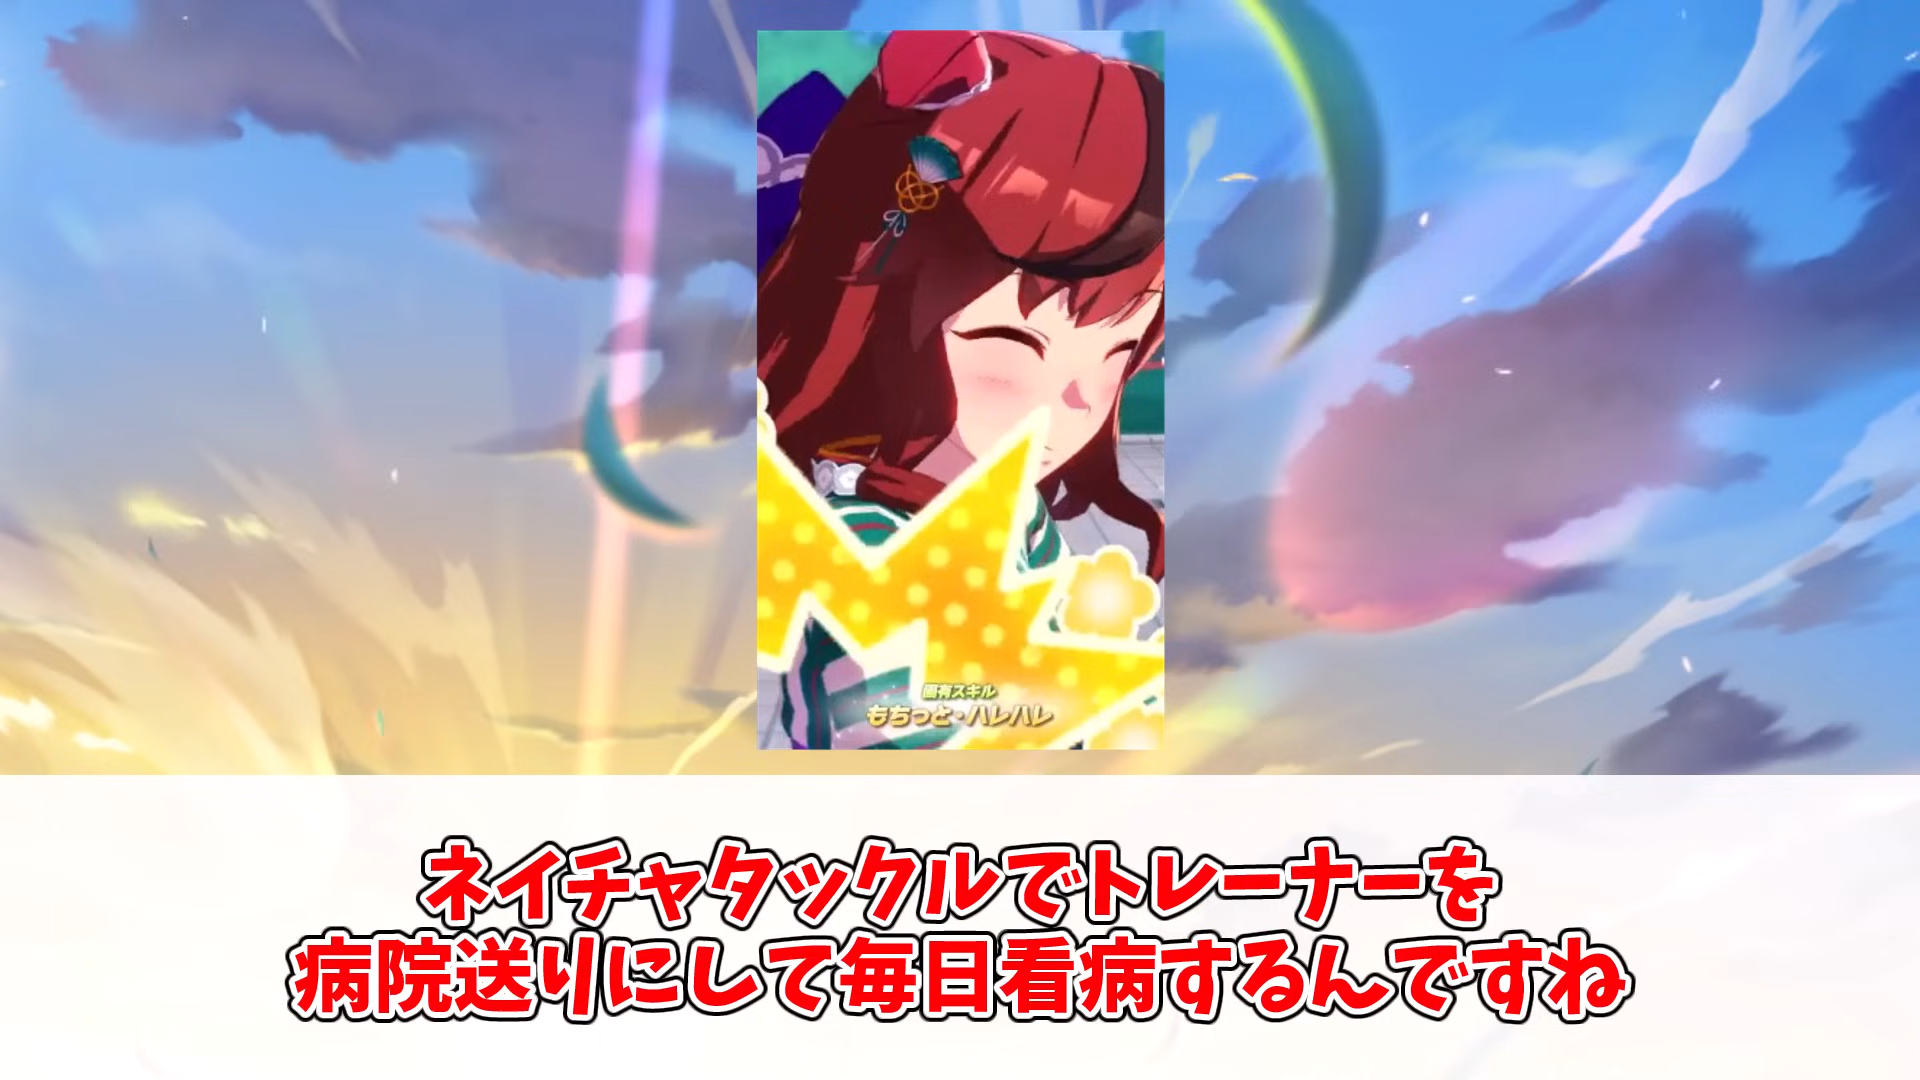 固有スキル
もちっと・ハレハレ
ネイチャタックルでトレーナーを
病院送りにして毎日看病するんですね